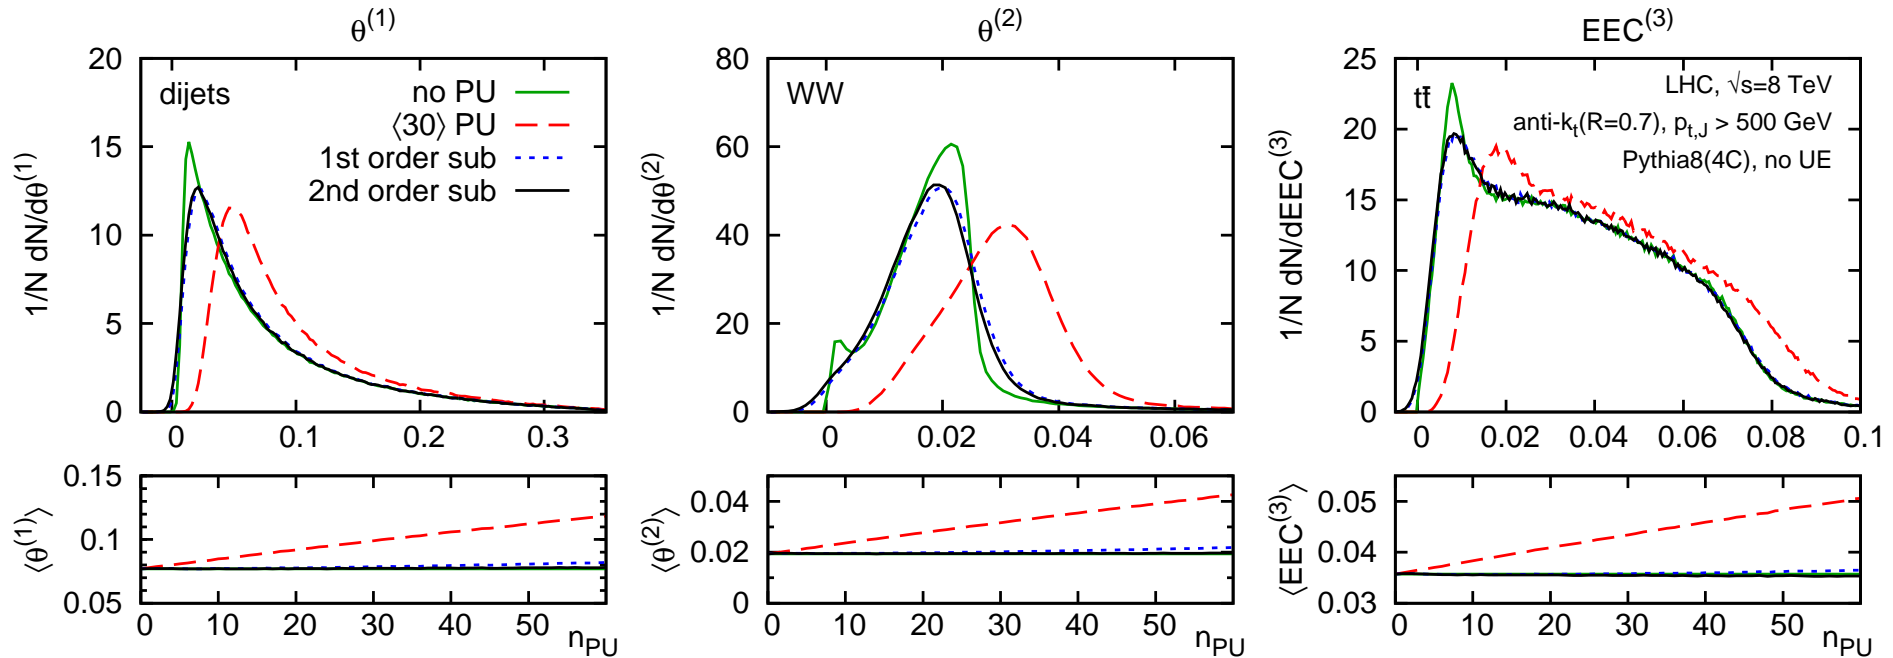 θ(1)
20
15
10
5
0
1/N dN/dθ(1)
dijets
no PU
⟨30⟩ PU
1st order sub
2nd order sub
0 0.1 0.2 0.3
θ(2)
80
60
40
20
0
1/N dN/dθ(2)
WW
0 0.02 0.04 0.06
EEC(3)
25
20
15
10
5
0
1/N dN/dEEC(3)
tt̄
LHC, √s=8 TeV
anti-kt(R=0.7), pt,J > 500 GeV
Pythia8(4C), no UE
0 0.02 0.04 0.06 0.08 0.1
0.15
0.1
0.05
⟨θ(1)⟩
0 10 20 30 40 50 nPU
0.04
0.02
0
⟨θ(2)⟩
0 10 20 30 40 50 nPU
0.05
0.04
0.03
⟨EEC(3)⟩
0 10 20 30 40 50 nPU